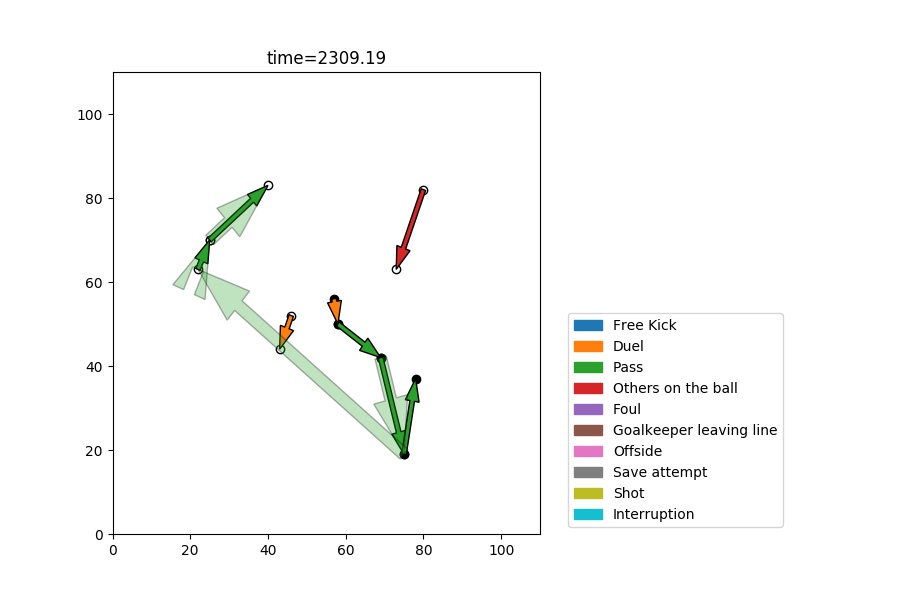 time=2309.19
100
80
60
40
20
0
0 20 40 60 80 100
Free Kick
Duel
Pass
Others on the ball
Foul
Goalkeeper leaving line
Offside
Save attempt
Shot
Interruption